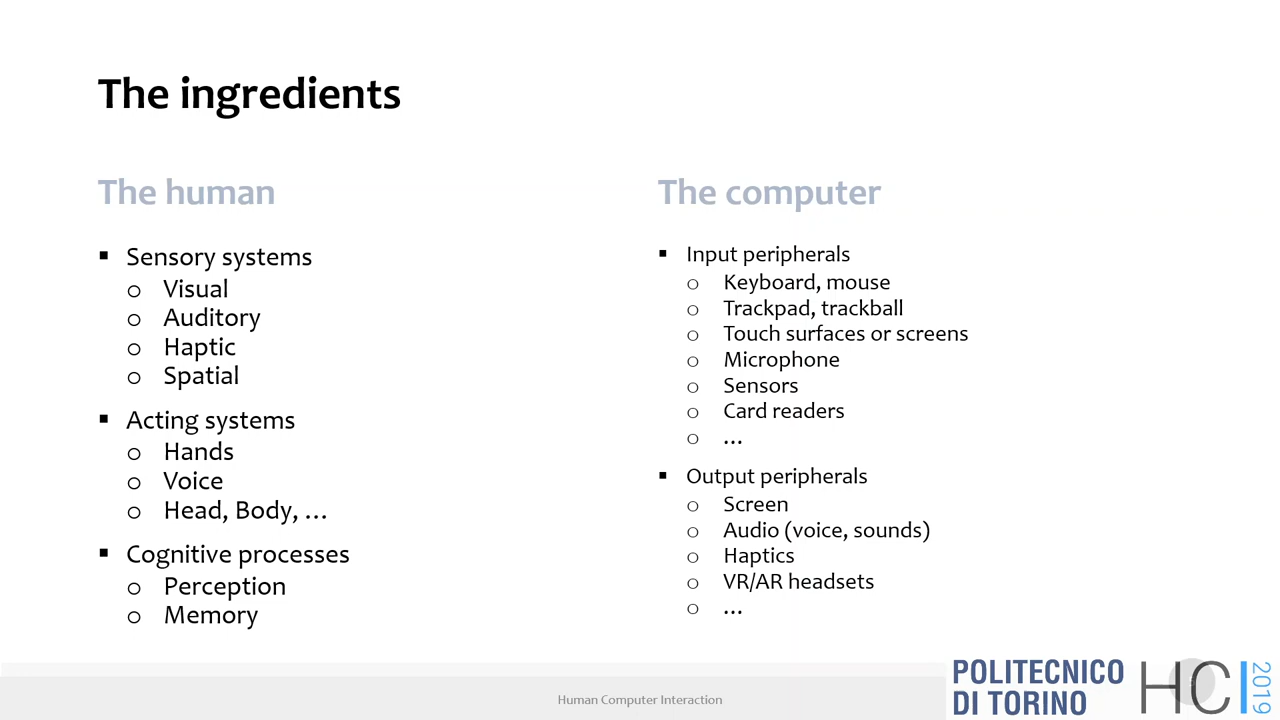 The ingredients
The human
▪ Sensory systems
o Visual
o Auditory
o Haptic
o Spatial
▪ Acting systems
o Hands
o Voice
o Head, Body, …
▪ Cognitive processes
o Perception
o Memory
The computer
▪ Input peripherals
o Keyboard, mouse
o Trackpad, trackball
o Touch surfaces or screens
o Microphone
o Sensors
o Card readers
o …
▪ Output peripherals
o Screen
o Audio (voice, sounds)
o Haptics
o VR/AR headsets
o …
Human Computer Interaction
POLITECNICO
DI TORINO
HCI
2019